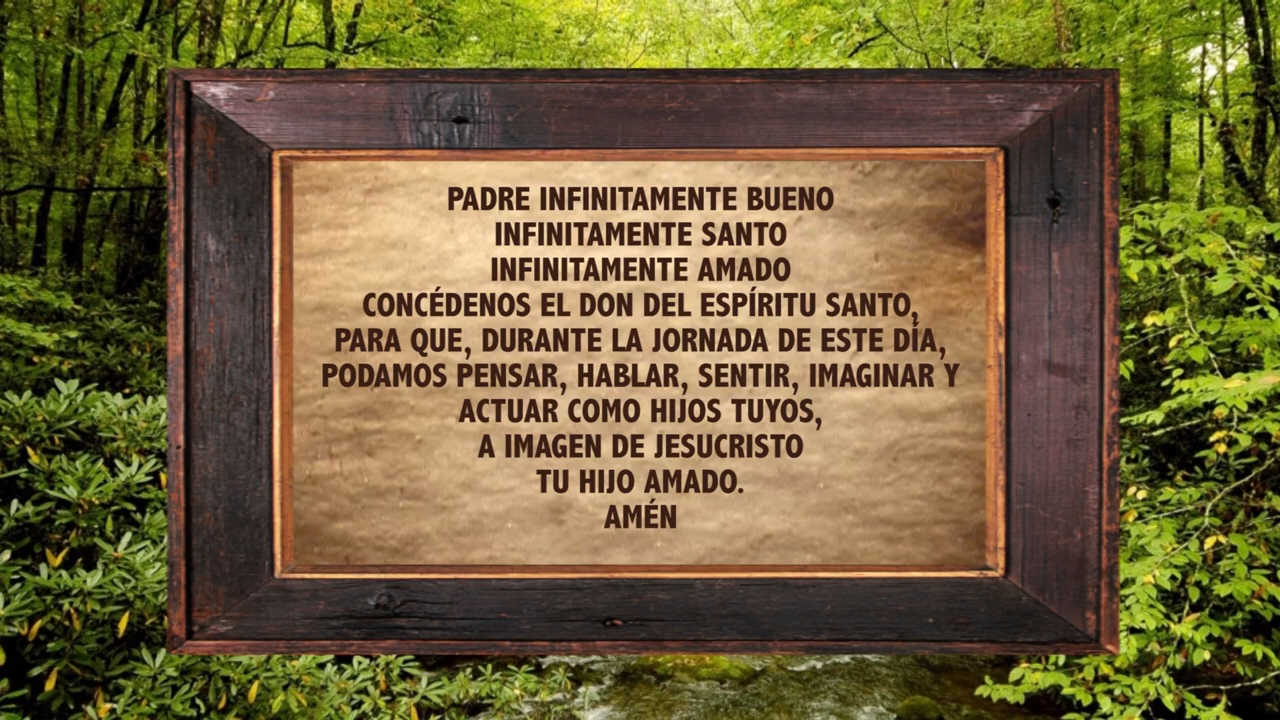 PADRE INFINITAMENTE BUENO
INFINITAMENTE SANTO
INFINITAMENTE AMADO
CONCÉDENOS EL DON DEL ESPÍRITU SANTO,
PARA QUE, DURANTE LA JORNADA DE ESTE DÍA,
PODAMOS PENSAR, HABLAR, SENTIR, IMAGINAR Y
ACTUAR COMO HIJOS TUYOS,
A IMAGEN DE JESUCRISTO
TU HIJO AMADO.
AMÉN